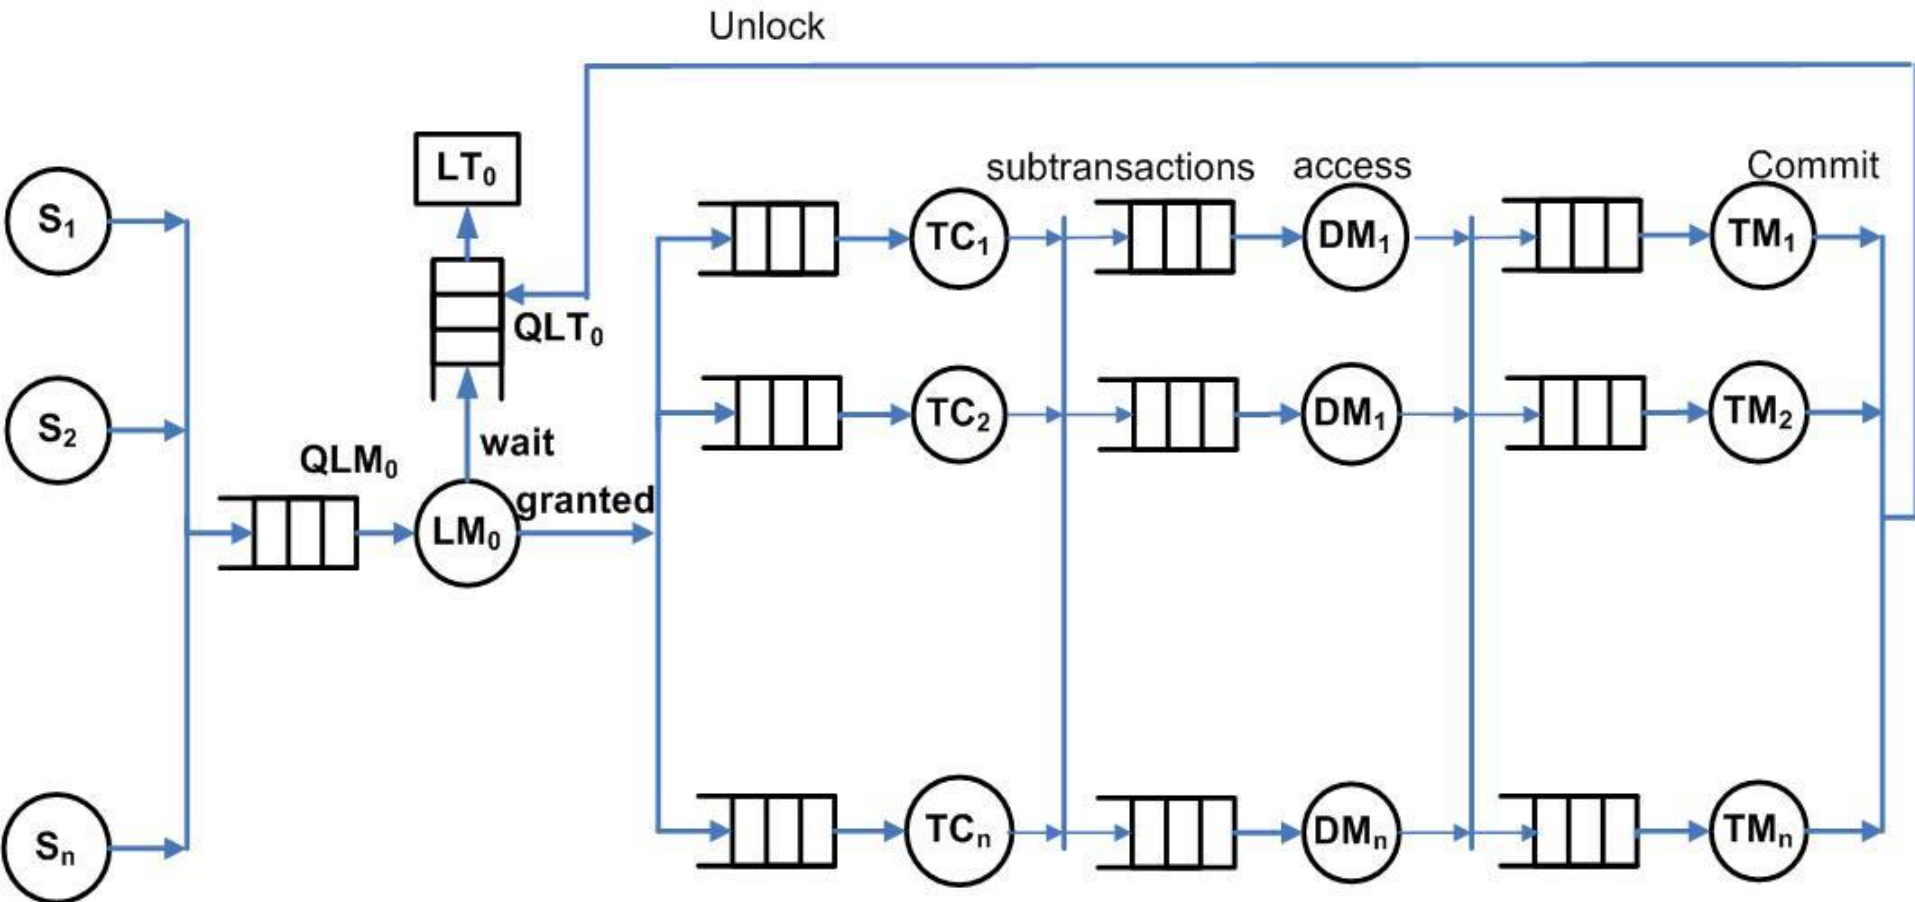 Unlock
LT0
subtransactions access Commit
S1
TC1 DM1 TM1
QLT0
S2
TC2 DM1 TM2
wait
QLM0
granted
LM0
Sn
TCn DMn TMn